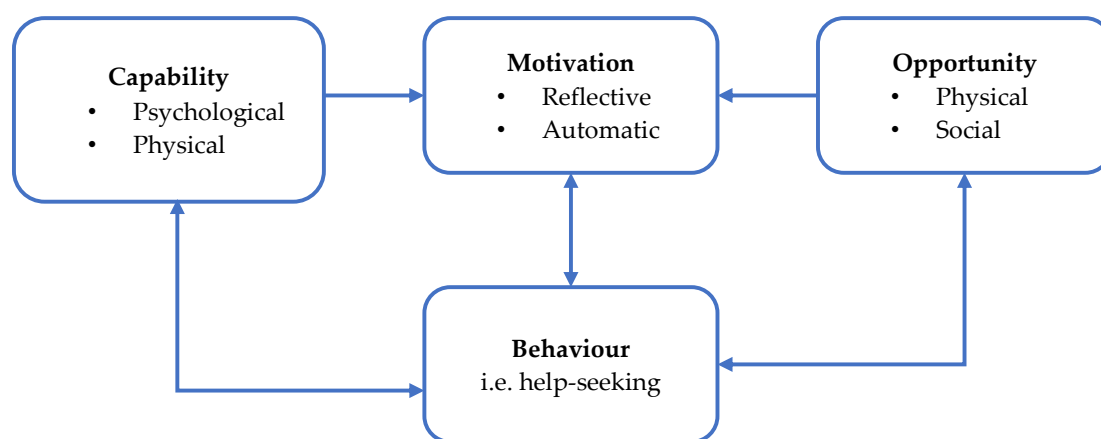 Capability
• Psychological
• Physical
Motivation
• Reflective
• Automatic
Opportunity
• Physical
• Social
Behaviour
i.e. help-seeking